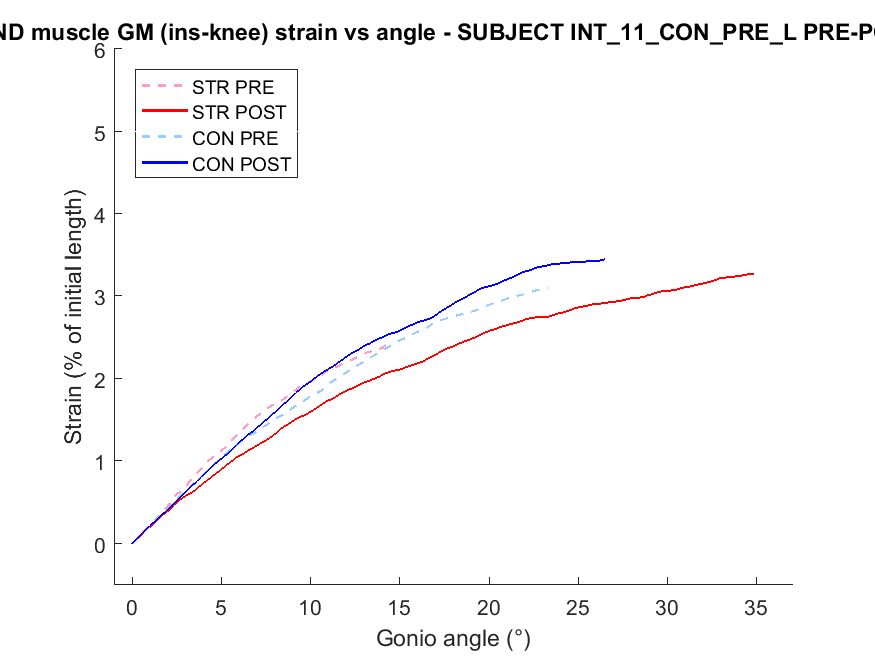 ND muscle GM (ins-knee) strain vs angle - SUBJECT INT_11_CON_PRE_L PRE-PO
6
5
4
3
2
1
0
Strain (% of initial length)
STR PRE
STR POST
CON PRE
CON POST
0 5 10 15 20 25 30 35
Gonio angle (°)